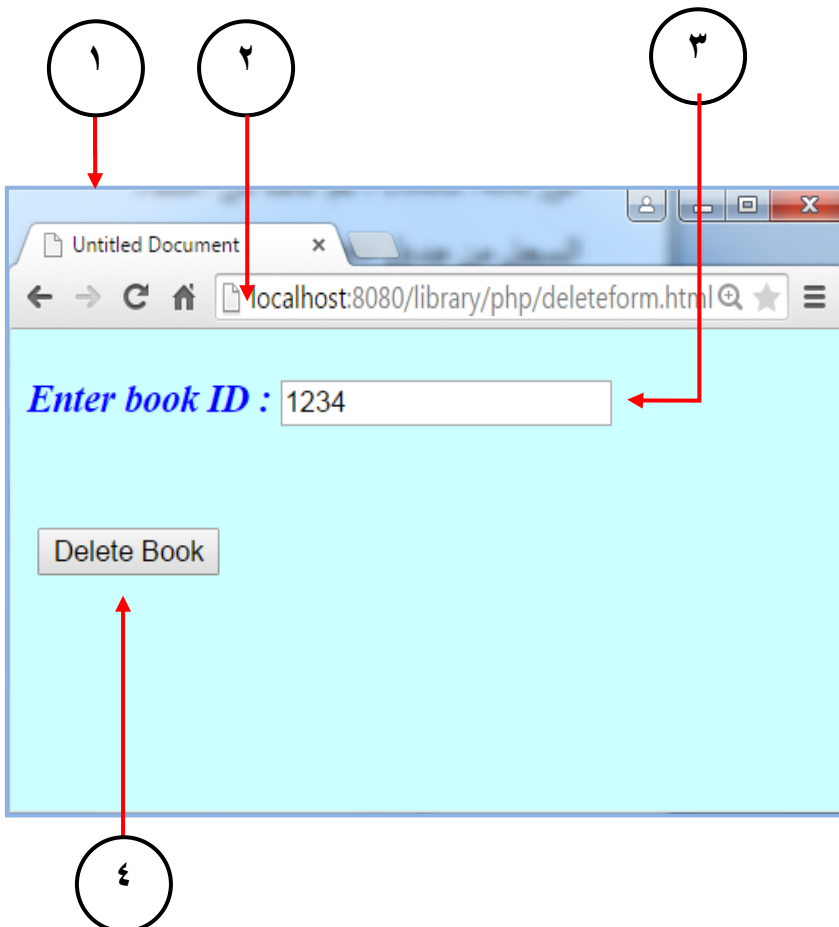 ١ ٢ ٣
Untitled Document
localhost:8080/library/php/deleteform.html
Enter book ID : 1234
Delete Book
٤